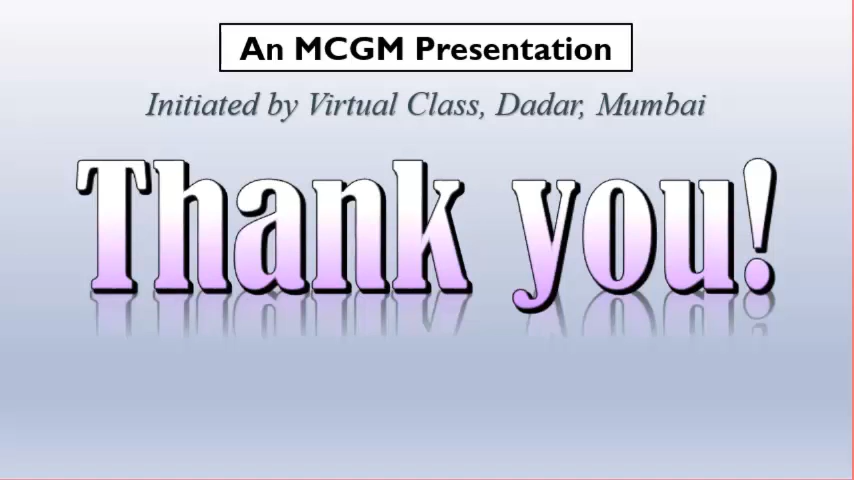 An MCGM Presentation
Initiated by Virtual Class, Dadar, Mumbai
Thank you!